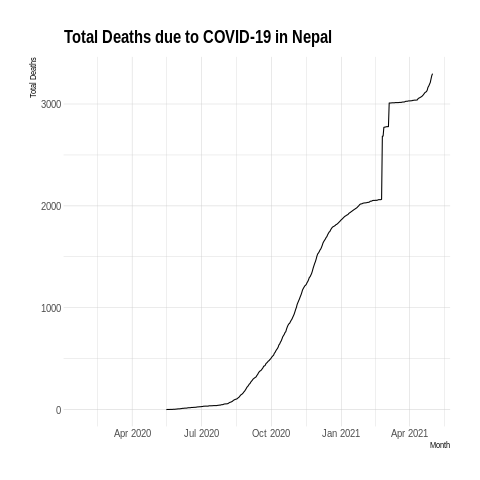 Total Deaths due to COVID-19 in Nepal
Total Deaths
3000
2000
1000
0
Apr 2020 Jul 2020 Oct 2020 Jan 2021 Apr 2021
Month